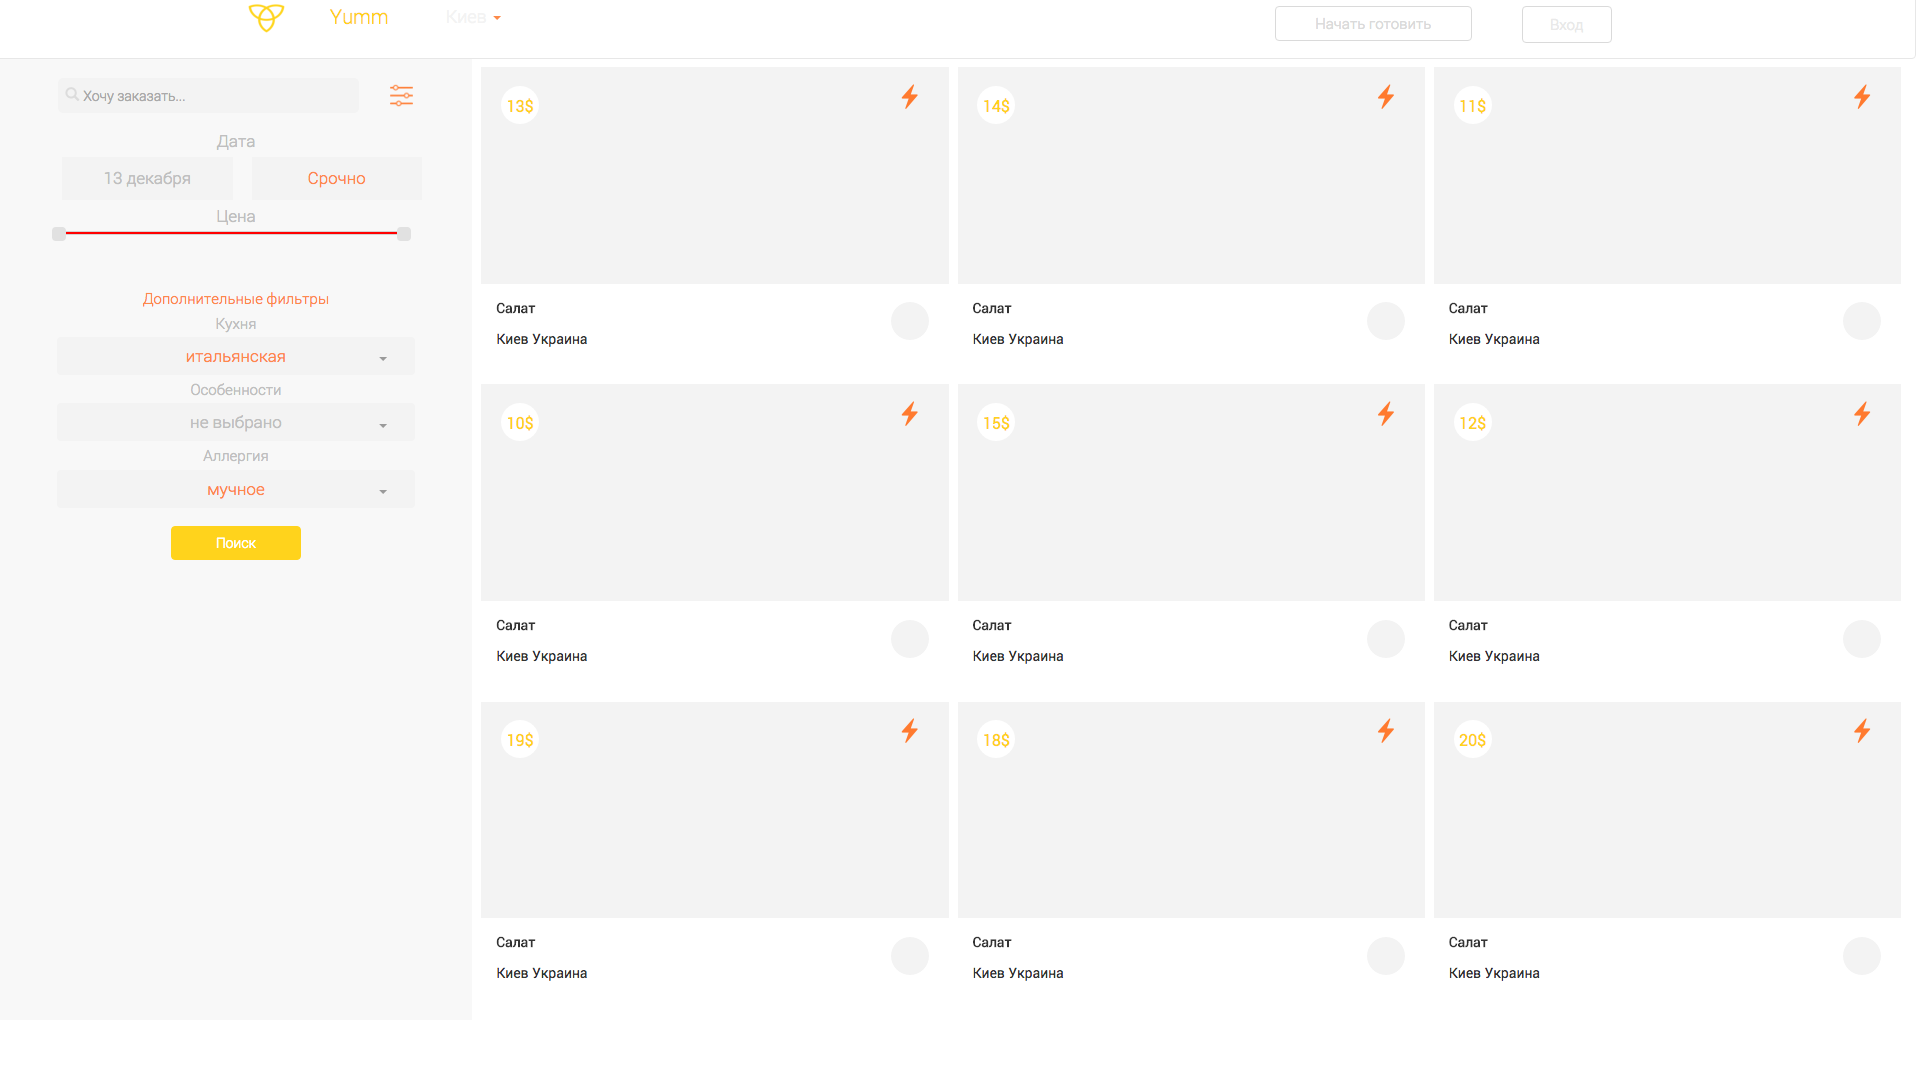 Yumm
Киев
Начать готовить
Вход
Хочу заказать...
Дата
13 декабря
Срочно
Цена
Дополнительные фильтры
Кухня
итальянская
Особенности
не выбрано
Аллергия
мучное
Поиск
13$
Салат
Киев Украина
14$
Салат
Киев Украина
11$
Салат
Киев Украина
10$
Салат
Киев Украина
15$
Салат
Киев Украина
12$
Салат
Киев Украина
19$
Салат
Киев Украина
18$
Салат
Киев Украина
20$
Салат
Киев Украина